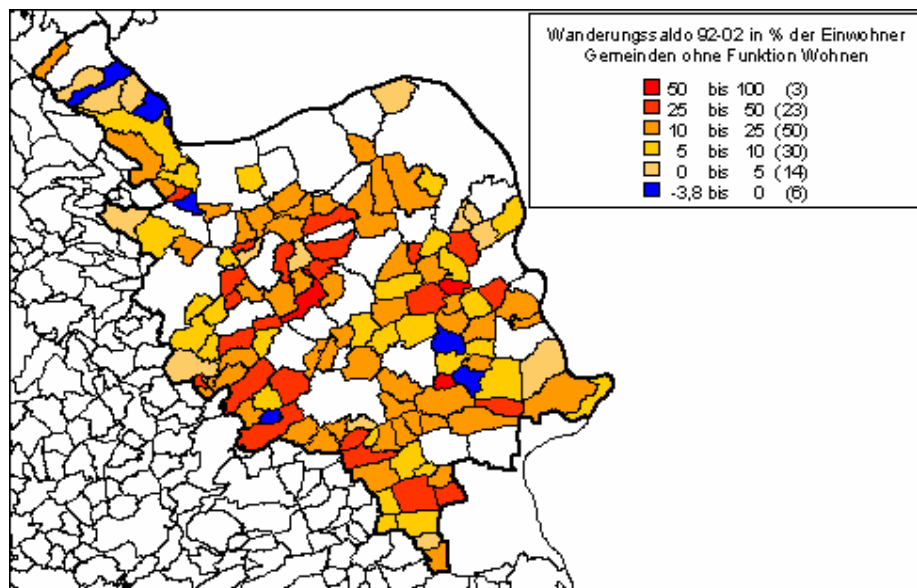 Wanderungssaldo 92-02 in % der Einwohner
Gemeinden ohne Funktion Wohnen
50 bis 100 (3)
25 bis 50 (23)
10 bis 25 (50)
5 bis 10 (30)
0 bis 5 (14)
-3,8 bis 0 (6)